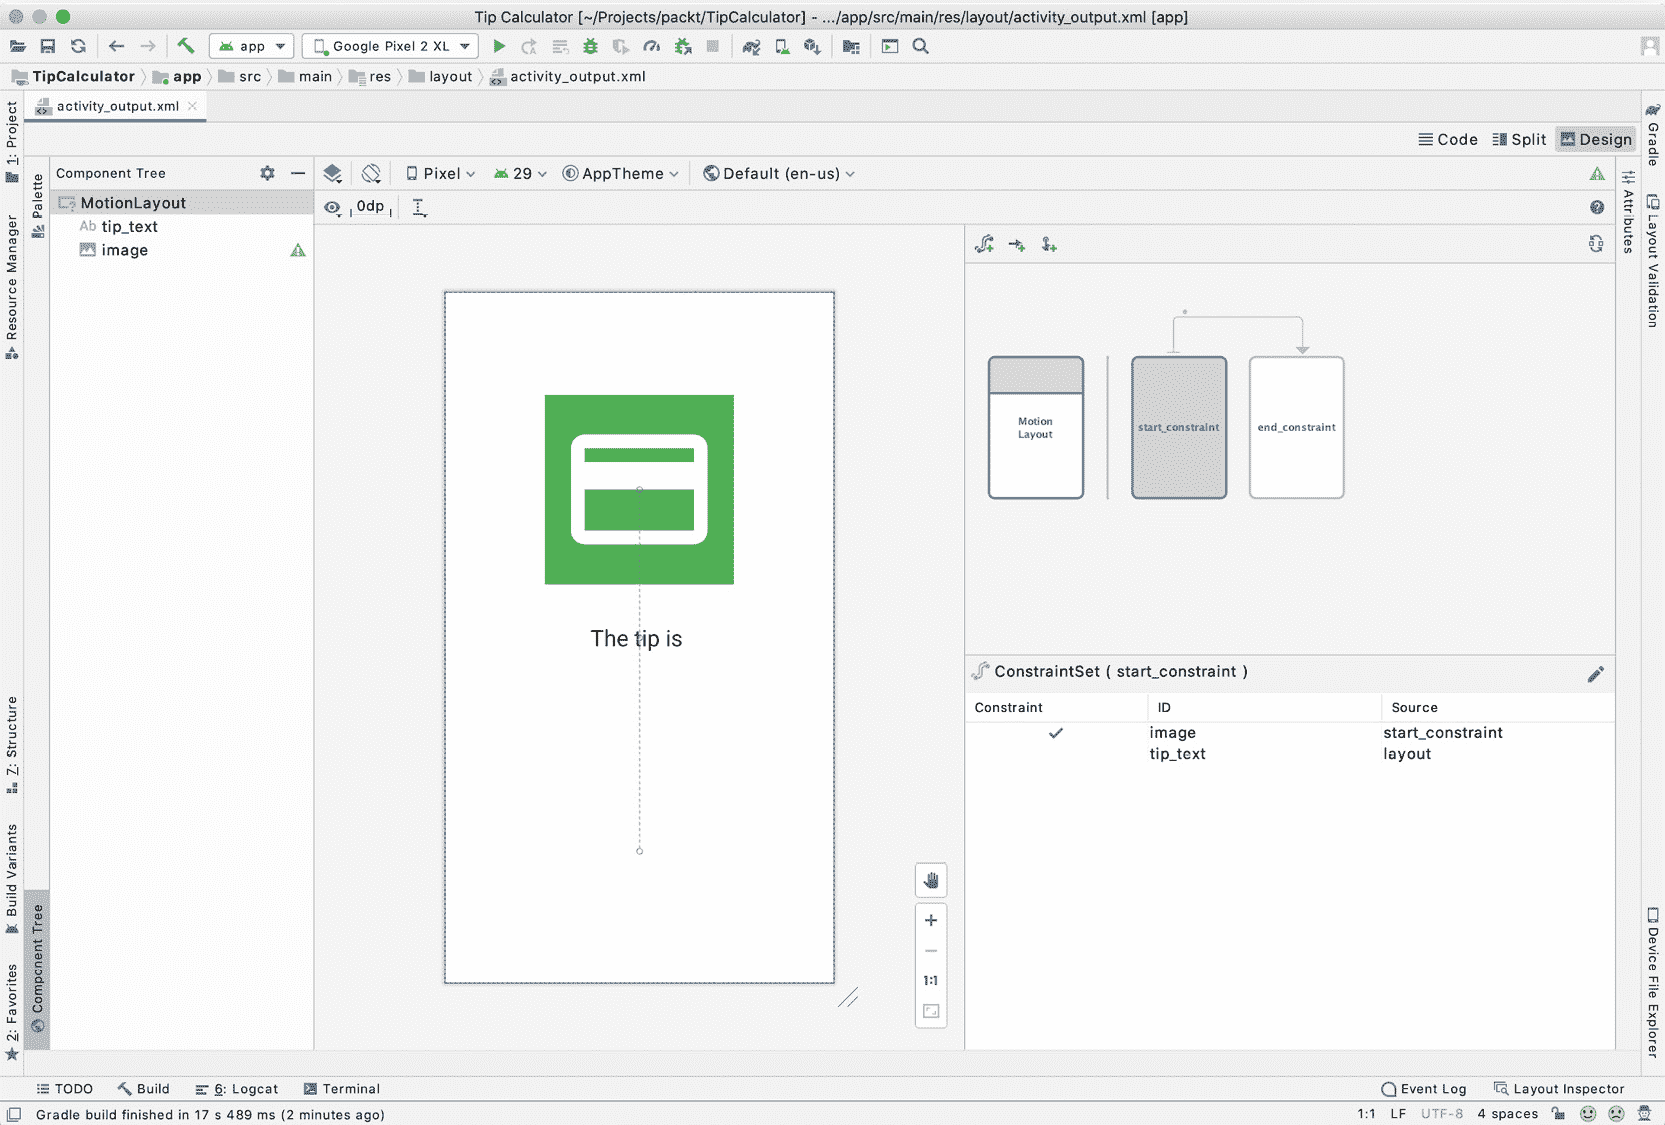 Tip Calculator [~/Projects/packt/TipCalculator] - .../app/src/main/res/layout/activity_output.xml [app]
app
Google Pixel 2 XL
TipCalculator
app
src
main
res
layout
activity_output.xml
activity_output.xml
Code
Split
Design
1: Project
Resource Manager
7: Structure
Build Variants
2: Favorites
Palette
Component Tree
Component Tree
MotionLayout
Ab tip_text
image
Pixel
29
AppTheme
Default (en-us)
0dp
The tip is
1:1
Motion
Layout
start_constraint
end_constraint
ConstraintSet ( start_constraint )
Constraint
ID
Source
image
start_constraint
tip_text
layout
Attributes
Gradle
Layout Validation
Device File Explorer
TODO
Build
6: Logcat
Terminal
Event Log
Layout Inspector
Gradle build finished in 17 s 489 ms (2 minutes ago)
1:1
LF
UTF-8
4 spaces